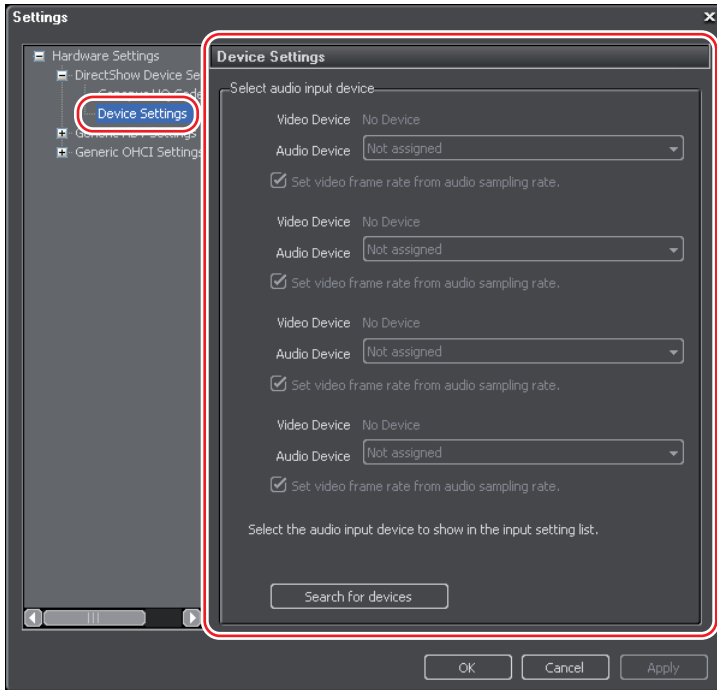 Settings
Hardware Settings
DirectShow Device Se
Device Settings
Generic OHCI Settings
Device Settings
Select audio input device
Video Device No Device
Audio Device Not assigned
Set video frame rate from audio sampling rate.
Video Device No Device
Audio Device Not assigned
Set video frame rate from audio sampling rate.
Video Device No Device
Audio Device Not assigned
Set video frame rate from audio sampling rate.
Video Device No Device
Audio Device Not assigned
Set video frame rate from audio sampling rate.
Select the audio input device to show in the input setting list.
Search for devices
OK Cancel Apply